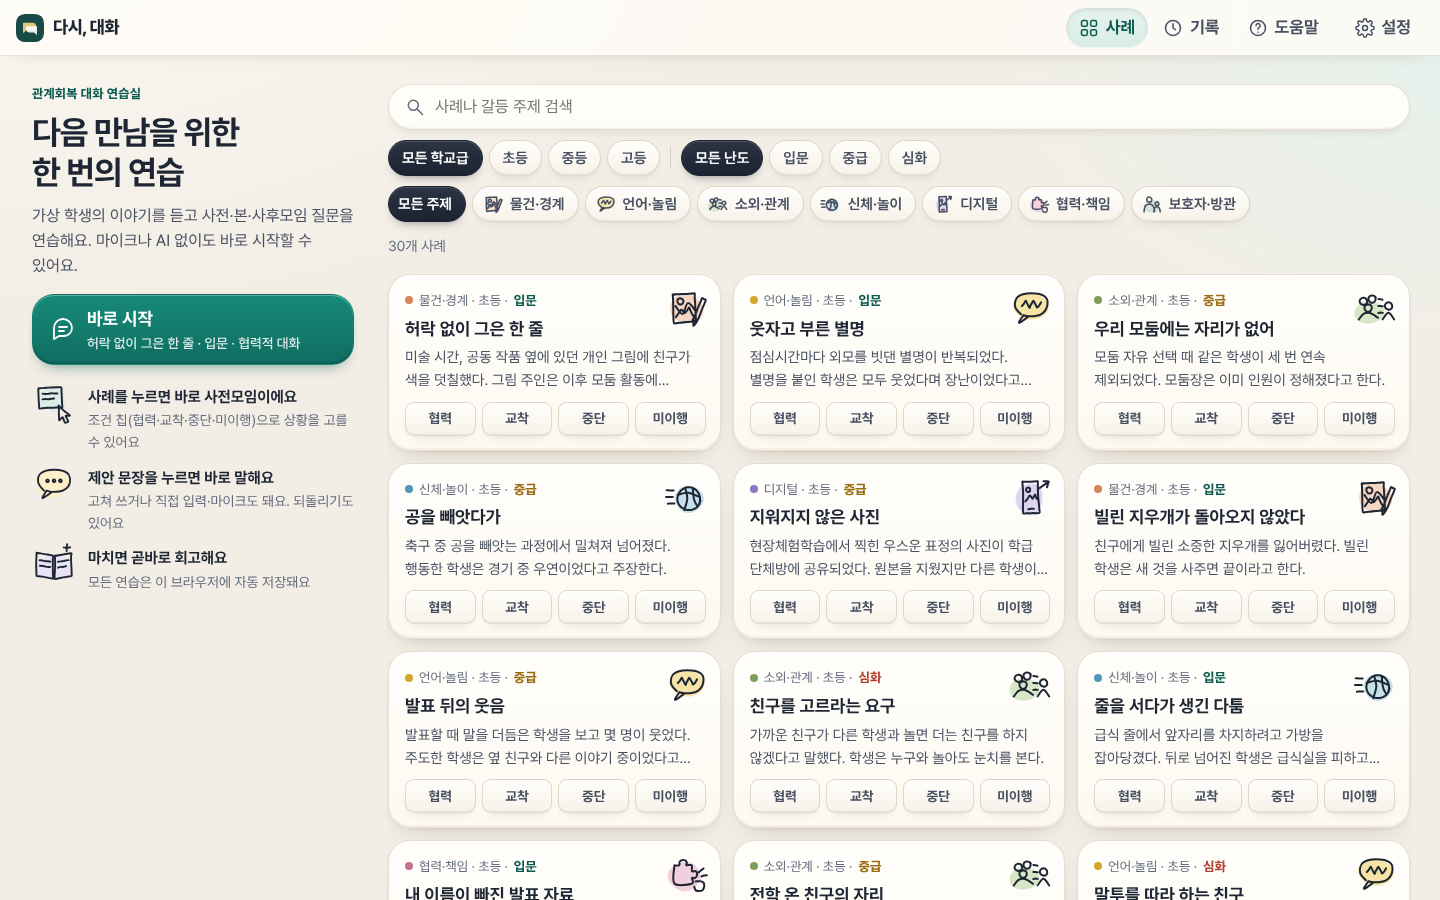 다시, 대화
사례
기록
도움말
설정
관계회복 대화 연습실
다음 만남을 위한
한 번의 연습
가상 학생의 이야기를 듣고 사전·본·사후모임 질문을
연습해요. 마이크나 AI 없이도 바로 시작할 수
있어요.
바로 시작
허락 없이 그은 한 줄 · 입문 · 협력적 대화
사례를 누르면 바로 사전모임이에요
조건 칩(협력·교착·중단·미이행)으로 상황을 고를
수 있어요
제안 문장을 누르면 바로 말해요
고쳐 쓰거나 직접 입력·마이크도 돼요. 되돌리기도
있어요
마치면 곧바로 회고해요
모든 연습은 이 브라우저에 자동 저장돼요
사례나 갈등 주제 검색
모든 학교급 초등 중등 고등 모든 난도 입문 중급 심화
모든 주제 물건·경계 언어·놀림 소외·관계 신체·놀이 디지털 협력·책임 보호자·방관
30개 사례
물건·경계 · 초등 · 입문
허락 없이 그은 한 줄
미술 시간, 공동 작품 옆에 있던 개인 그림에 친구가
색을 덧칠했다. 그림 주인은 이후 모둠 활동에…
협력 교착 중단 미이행
언어·놀림 · 초등 · 입문
웃자고 부른 별명
점심시간마다 외모를 빗댄 별명이 반복되었다.
별명을 붙인 학생은 모두 웃었다며 장난이었다고…
협력 교착 중단 미이행
소외·관계 · 초등 · 중급
우리 모둠에는 자리가 없어
모둠 자유 선택 때 같은 학생이 세 번 연속
제외되었다. 모둠장은 이미 인원이 정해졌다고 한다.
협력 교착 중단 미이행
신체·놀이 · 초등 · 중급
공을 빼앗다가
축구 중 공을 빼앗는 과정에서 밀쳐져 넘어졌다.
행동한 학생은 경기 중 우연이었다고 주장한다.
협력 교착 중단 미이행
디지털 · 초등 · 중급
지워지지 않은 사진
현장체험학습에서 찍힌 우스운 표정의 사진이 학급
단체방에 공유되었다. 원본을 지웠지만 다른 학생이…
협력 교착 중단 미이행
물건·경계 · 초등 · 입문
빌린 지우개가 돌아오지 않았다
친구에게 빌린 소중한 지우개를 잃어버렸다. 빌린
학생은 새 것을 사주면 끝이라고 한다.
협력 교착 중단 미이행
언어·놀림 · 초등 · 중급
발표 뒤의 웃음
발표할 때 말을 더듬은 학생을 보고 몇 명이 웃었다.
주도한 학생은 옆 친구와 다른 이야기 중이었다고…
협력 교착 중단 미이행
소외·관계 · 초등 · 심화
친구를 고르라는 요구
가까운 친구가 다른 학생과 놀면 더는 친구를 하지
않겠다고 말했다. 학생은 누구와 놀아도 눈치를 본다.
협력 교착 중단 미이행
신체·놀이 · 초등 · 입문
줄을 서다가 생긴 다툼
급식 줄에서 앞자리를 차지하려고 가방을
잡아당겼다. 뒤로 넘어진 학생은 급식실을 피하고…
협력 교착 중단 미이행
협력·책임 · 초등 · 입문
내 이름이 빠진 발표 자료
소외·관계 · 초등 · 중급
전학 온 친구의 자리
언어·놀림 · 초등 · 심화
말투를 따라 하는 친구